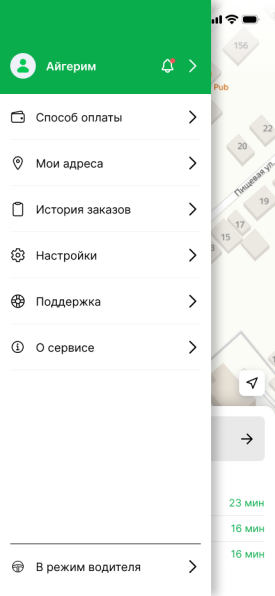 Айгерим
Способ оплаты
Мои адреса
История заказов
Настройки
Поддержка
О сервисе
В режим водителя
156
Pub
22
20
Пищевая ул.
19
17
15
23 мин
16 мин
16 мин